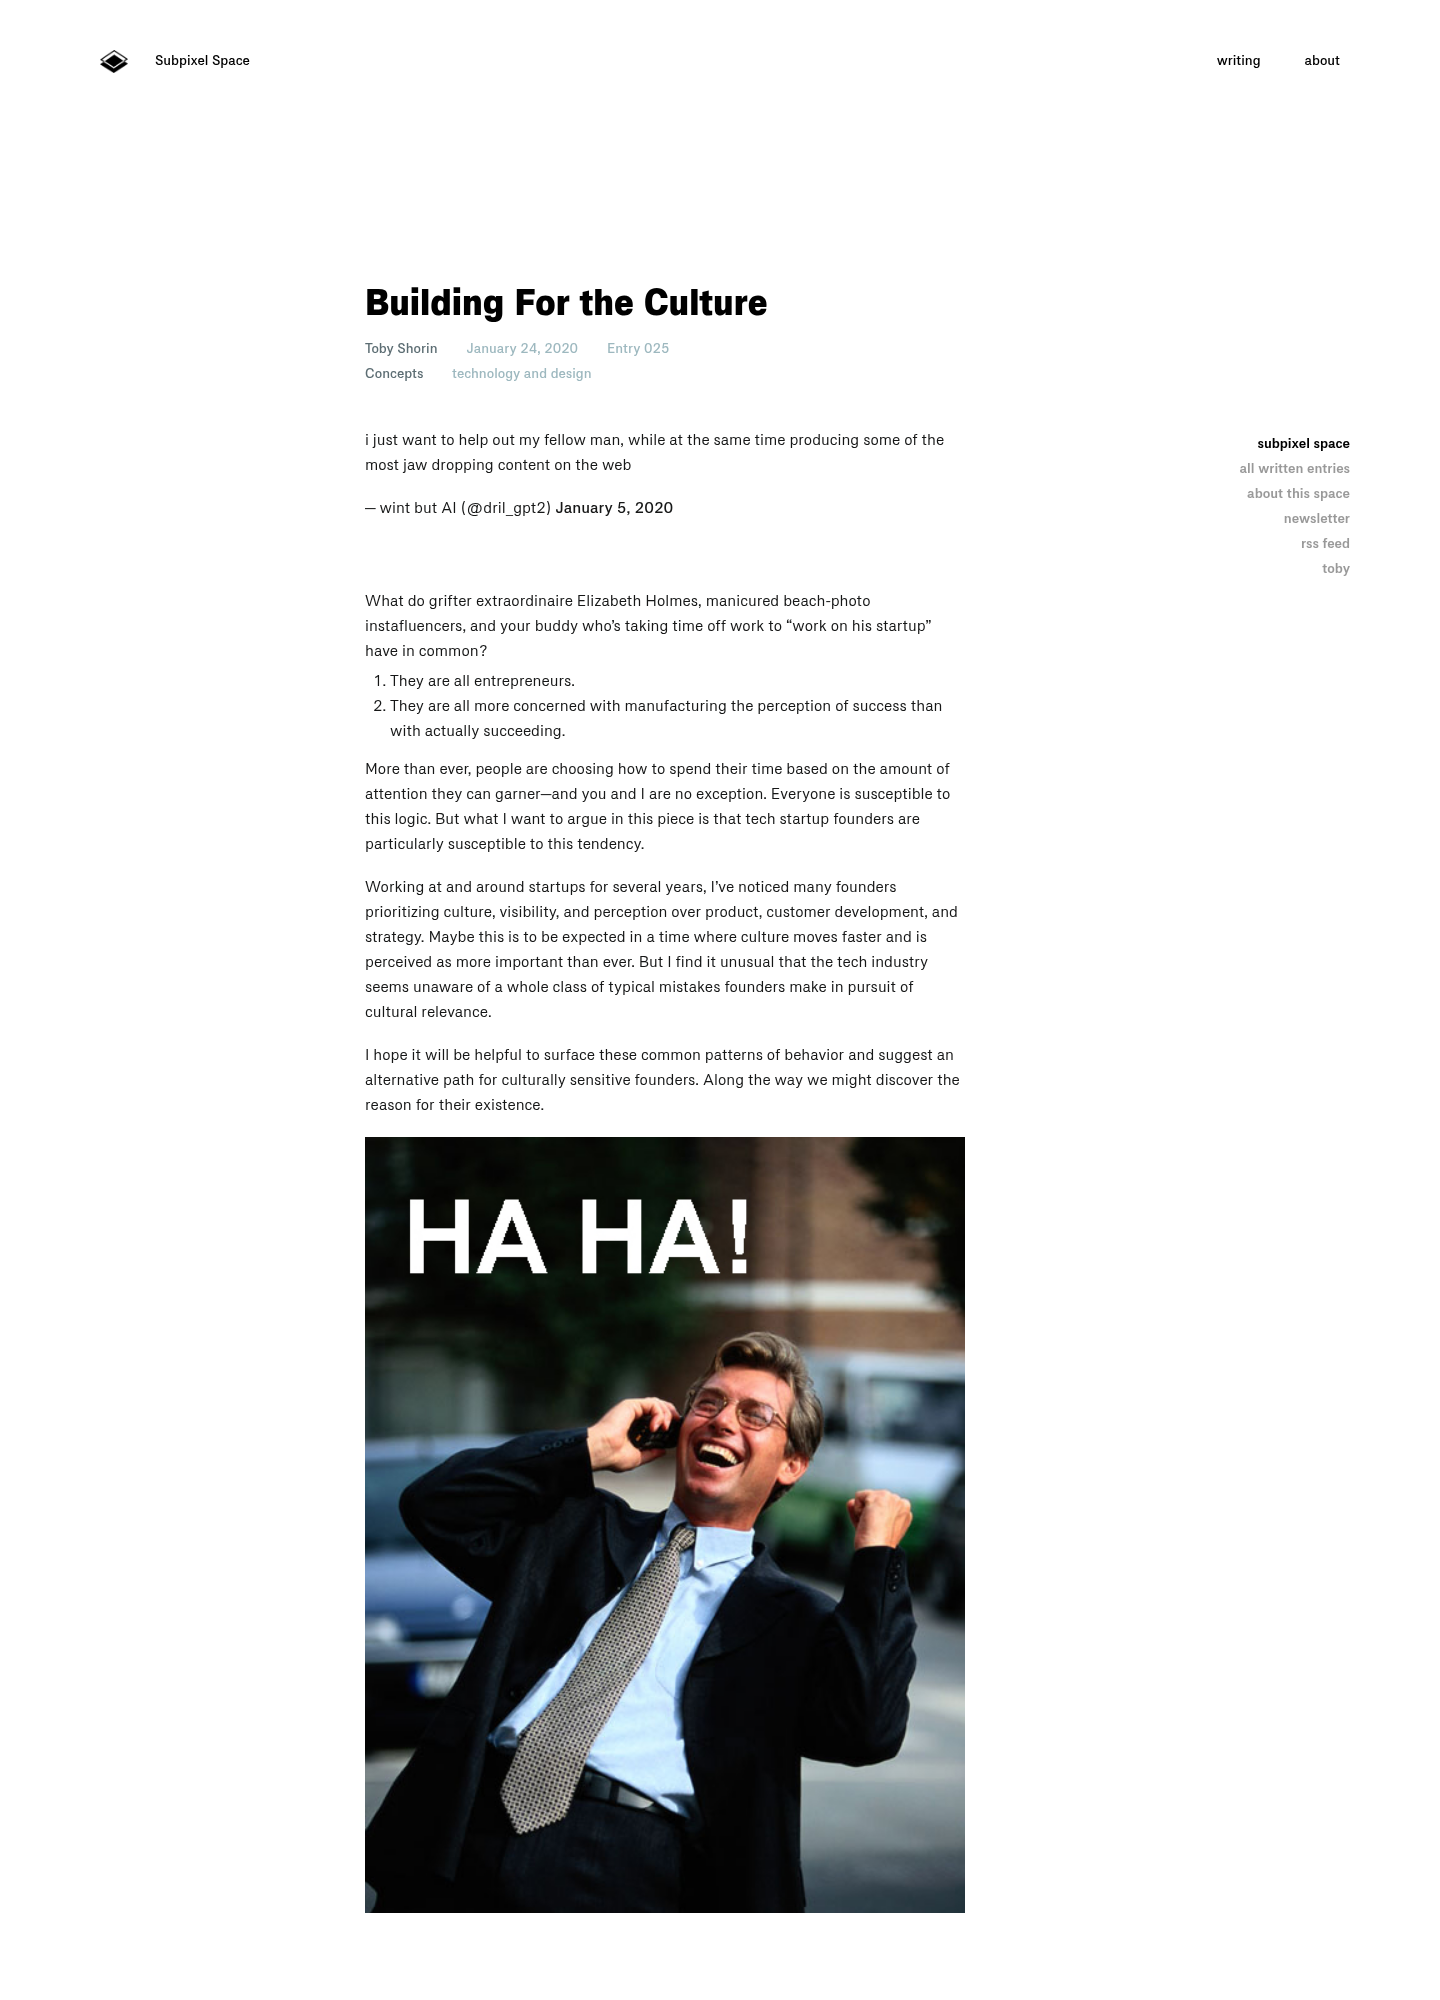 Subpixel Space
writing
about
Building For the Culture
Toby Shorin January 24, 2020 Entry 025
Concepts technology and design
i just want to help out my fellow man, while at the same time producing some of the
most jaw dropping content on the web
— wint but AI (@dril_gpt2) January 5, 2020
subpixel space
all written entries
about this space
newsletter
rss feed
toby
What do grifter extraordinaire Elizabeth Holmes, manicured beach-photo
instafluencers, and your buddy who’s taking time off work to “work on his startup”
have in common?
1. They are all entrepreneurs.
2. They are all more concerned with manufacturing the perception of success than
with actually succeeding.
More than ever, people are choosing how to spend their time based on the amount of
attention they can garner—and you and I are no exception. Everyone is susceptible to
this logic. But what I want to argue in this piece is that tech startup founders are
particularly susceptible to this tendency.
Working at and around startups for several years, I’ve noticed many founders
prioritizing culture, visibility, and perception over product, customer development, and
strategy. Maybe this is to be expected in a time where culture moves faster and is
perceived as more important than ever. But I find it unusual that the tech industry
seems unaware of a whole class of typical mistakes founders make in pursuit of
cultural relevance.
I hope it will be helpful to surface these common patterns of behavior and suggest an
alternative path for culturally sensitive founders. Along the way we might discover the
reason for their existence.
HA HA!